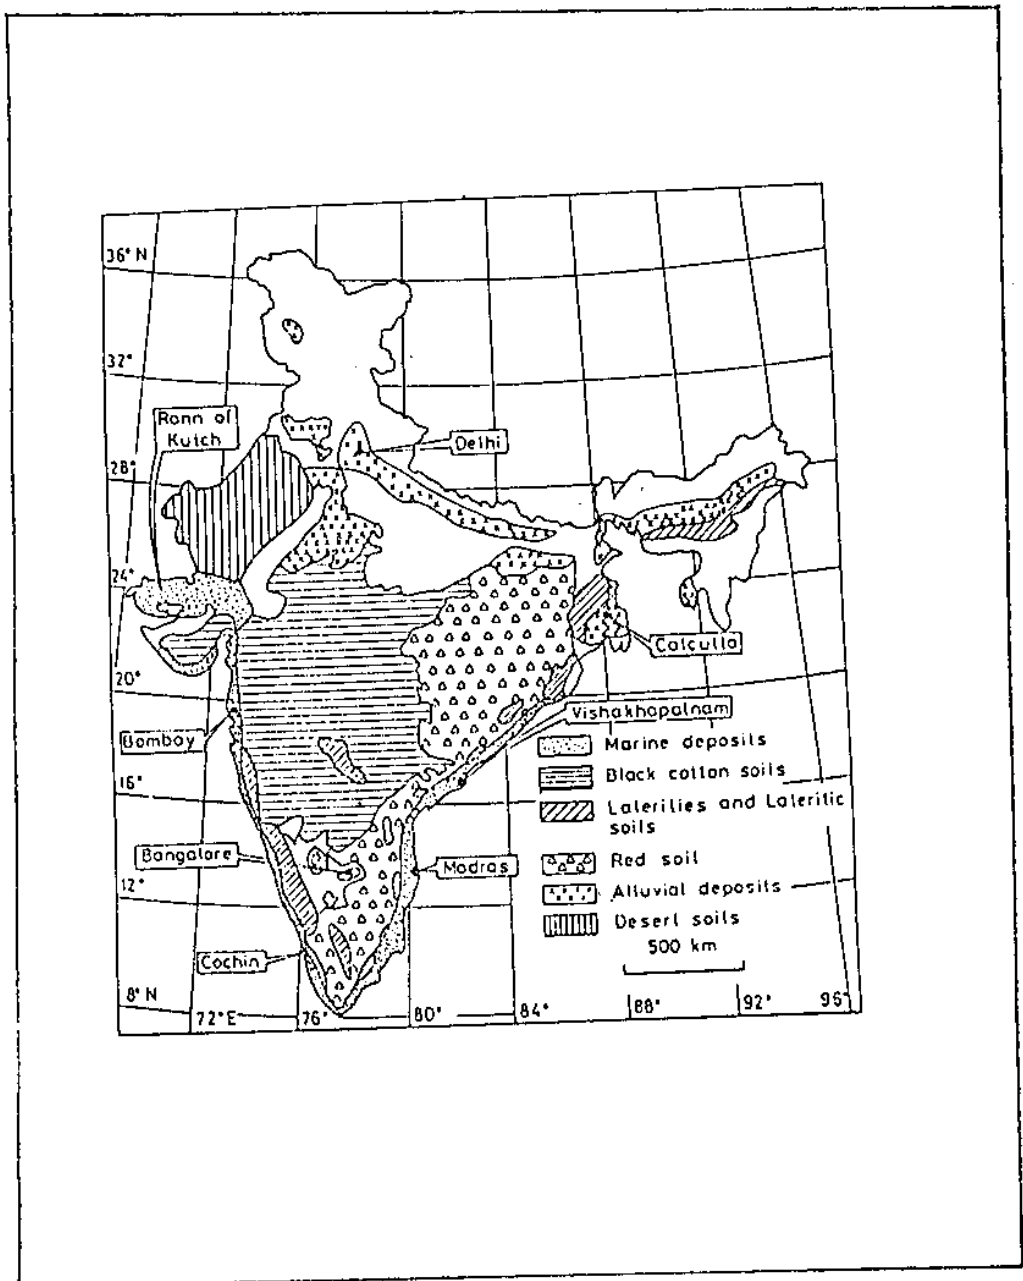 36° N
32°
Rann of
Kutch
Delhi
28°
24°
Calcutta
20°
Vishakhapatnam
Bombay
Marine deposits
Black cotton soils
16°
Laterities and Lateritic
soils
Bangalore
Red soil
Madras
12°
Alluvial deposits
Desert soils
500 km
Cochin
8° N
72° E
76°
80°
84°
88°
92°
96°